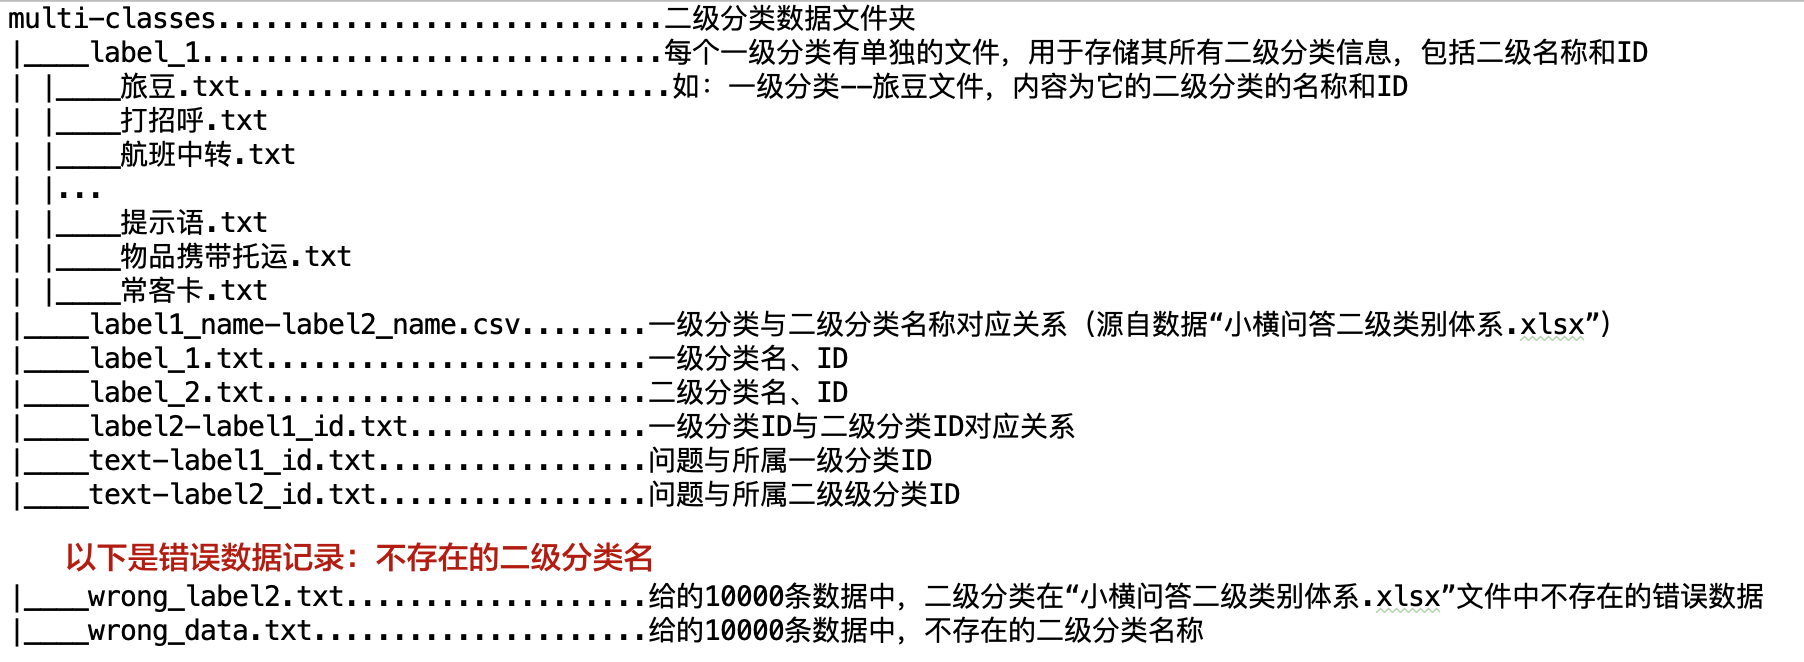 multi-classes...........................二级分类数据文件夹
|____label_1............................每个一级分类有单独的文件，用于存储其所有二级分类信息，包括二级名称和ID
| |____旅豆.txt..........................如：一级分类--旅豆文件，内容为它的二级分类的名称和ID
| |____打招呼.txt
| |____航班中转.txt
| |...
| |____提示语.txt
| |____物品携带托运.txt
| |____常客卡.txt
|____label1_name-label2_name.csv........一级分类与二级分类名称对应关系（源自数据“小横问答二级类别体系.xlsx”）
|____label_1.txt.......................一级分类名、ID
|____label_2.txt.......................二级分类名、ID
|____label2-label1_id.txt..............一级分类ID与二级分类ID对应关系
|____text-label1_id.txt................问题与所属一级分类ID
|____text-label2_id.txt................问题与所属二级级分类ID
以下是错误数据记录：不存在的二级分类名
|____wrong_label2.txt..................给的10000条数据中，二级分类在“小横问答二级类别体系.xlsx”文件中不存在的错误数据
|____wrong_data.txt....................给的10000条数据中，不存在的二级分类名称